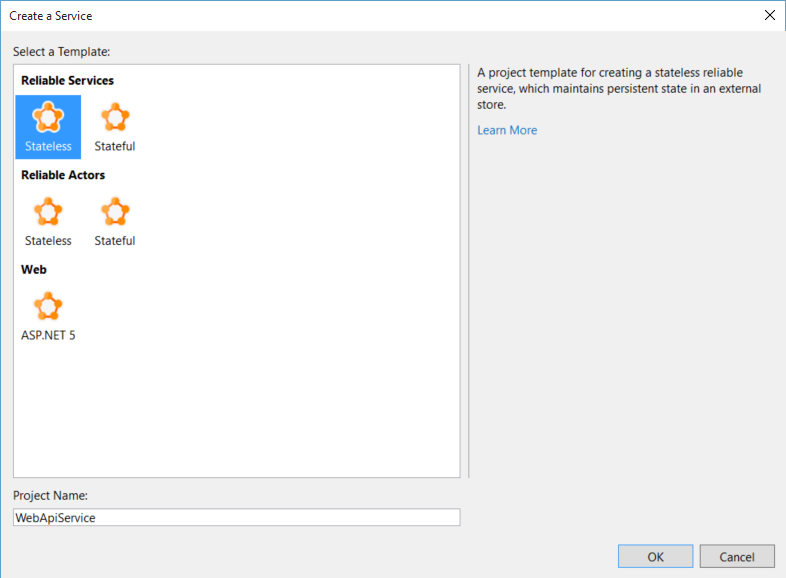 Create a Service
Select a Template:
Reliable Services
Stateless Stateful
Reliable Actors
Stateless Stateful
Web
ASP.NET 5
A project template for creating a stateless reliable
service, which maintains persistent state in an external
store.
Learn More
Project Name:
WebApiService
OK Cancel